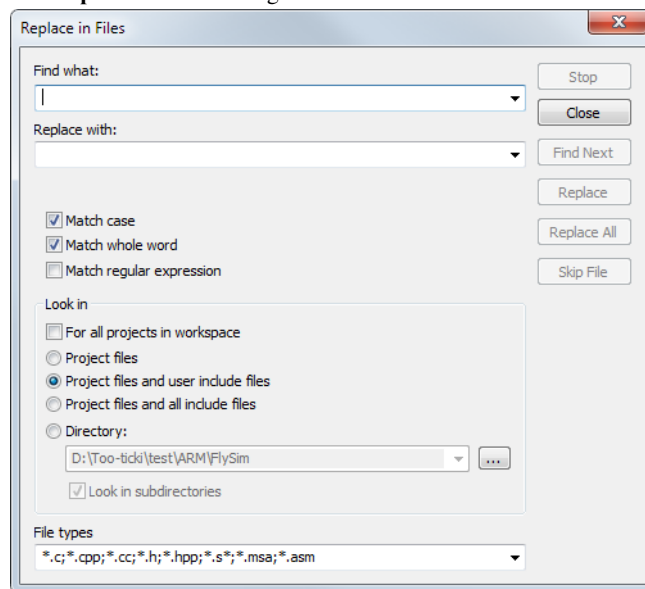 Replace in Files
Find what:
Stop
Close
Replace with:
Find Next
Replace
Match case
Replace All
Match whole word
Match regular expression
Skip File
Look in
For all projects in workspace
Project files
Project files and user include files
Project files and all include files
Directory:
D:\Too-ticki\test\ARM\FlySim
...
Look in subdirectories
File types
*.c;*.cpp;*.cc;*.h;*.hpp;*.s*;*.msa;*.asm